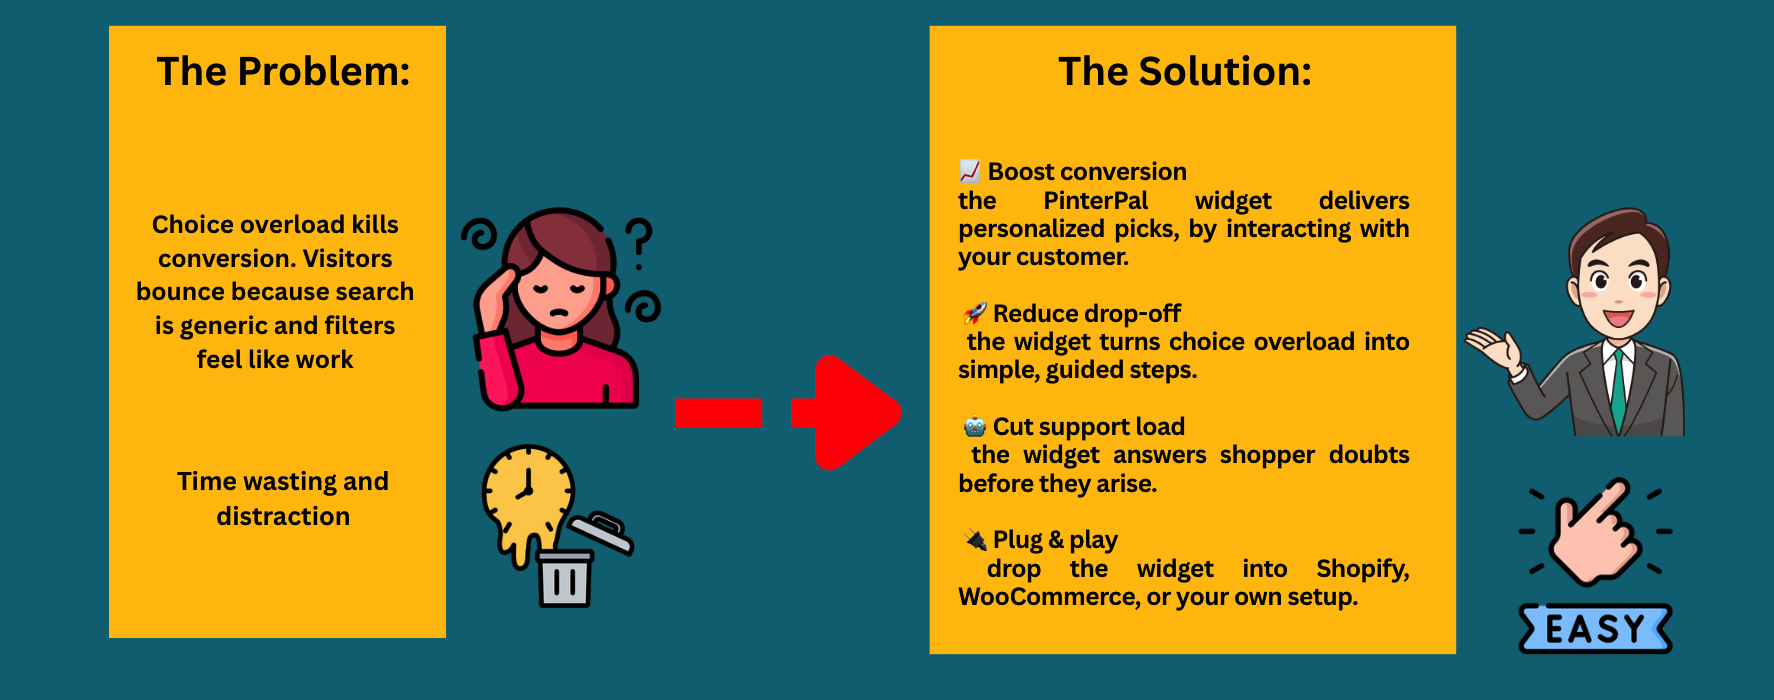 The Problem:
Choice overload kills
conversion. Visitors
bounce because search
is generic and filters
feel like work
Time wasting and
distraction
The Solution:
📈 Boost conversion
the PinterPal widget delivers
personalized picks, by interacting with
your customer.
🚀 Reduce drop-off
the widget turns choice overload into
simple, guided steps.
🤖 Cut support load
the widget answers shopper doubts
before they arise.
🔌 Plug & play
drop the widget into Shopify,
WooCommerce, or your own setup.
EASY